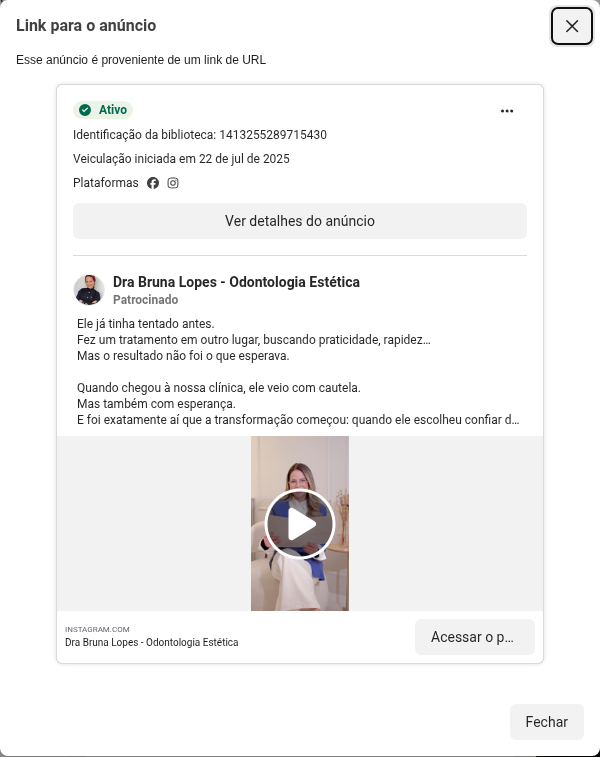 Link para o anúncio
Esse anúncio é proveniente de um link de URL
Ativo
Identificação da biblioteca: 1413255289715430
Veiculação iniciada em 22 de jul de 2025
Plataformas
Ver detalhes do anúncio
Dra Bruna Lopes - Odontologia Estética
Patrocinado
Ele já tinha tentado antes.
Fez um tratamento em outro lugar, buscando praticidade, rapidez…
Mas o resultado não foi o que esperava.
Quando chegou à nossa clínica, ele veio com cautela.
Mas também com esperança.
E foi exatamente aí que a transformação começou: quando ele escolheu confiar d...
INSTAGRAM.COM
Dra Bruna Lopes - Odontologia Estética
Acessar o p...
Fechar